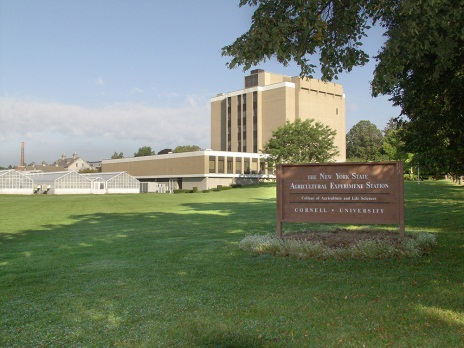 THE NEW YORK STATE
AGRICULTURAL EXPERIMENT STATION
College of Agriculture and Life Sciences
CORNELL • UNIVERSITY